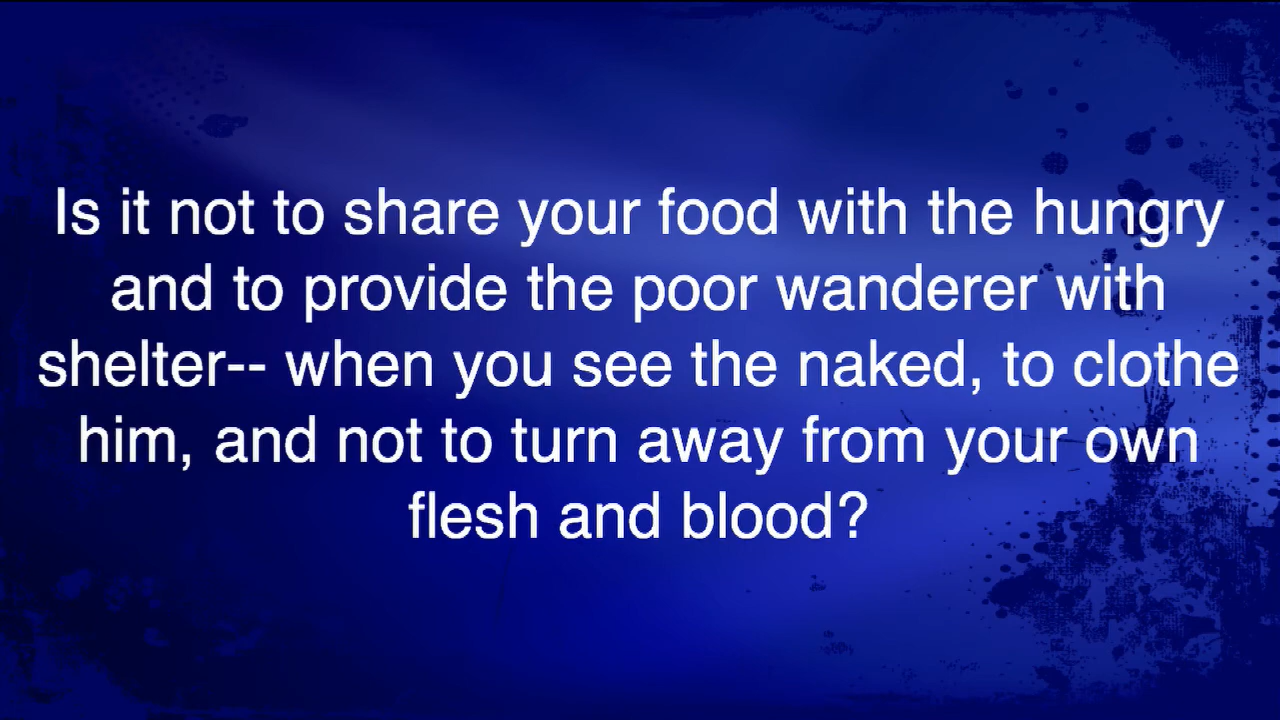 Is it not to share your food with the hungry
and to provide the poor wanderer with
shelter-- when you see the naked, to clothe
him, and not to turn away from your own
flesh and blood?